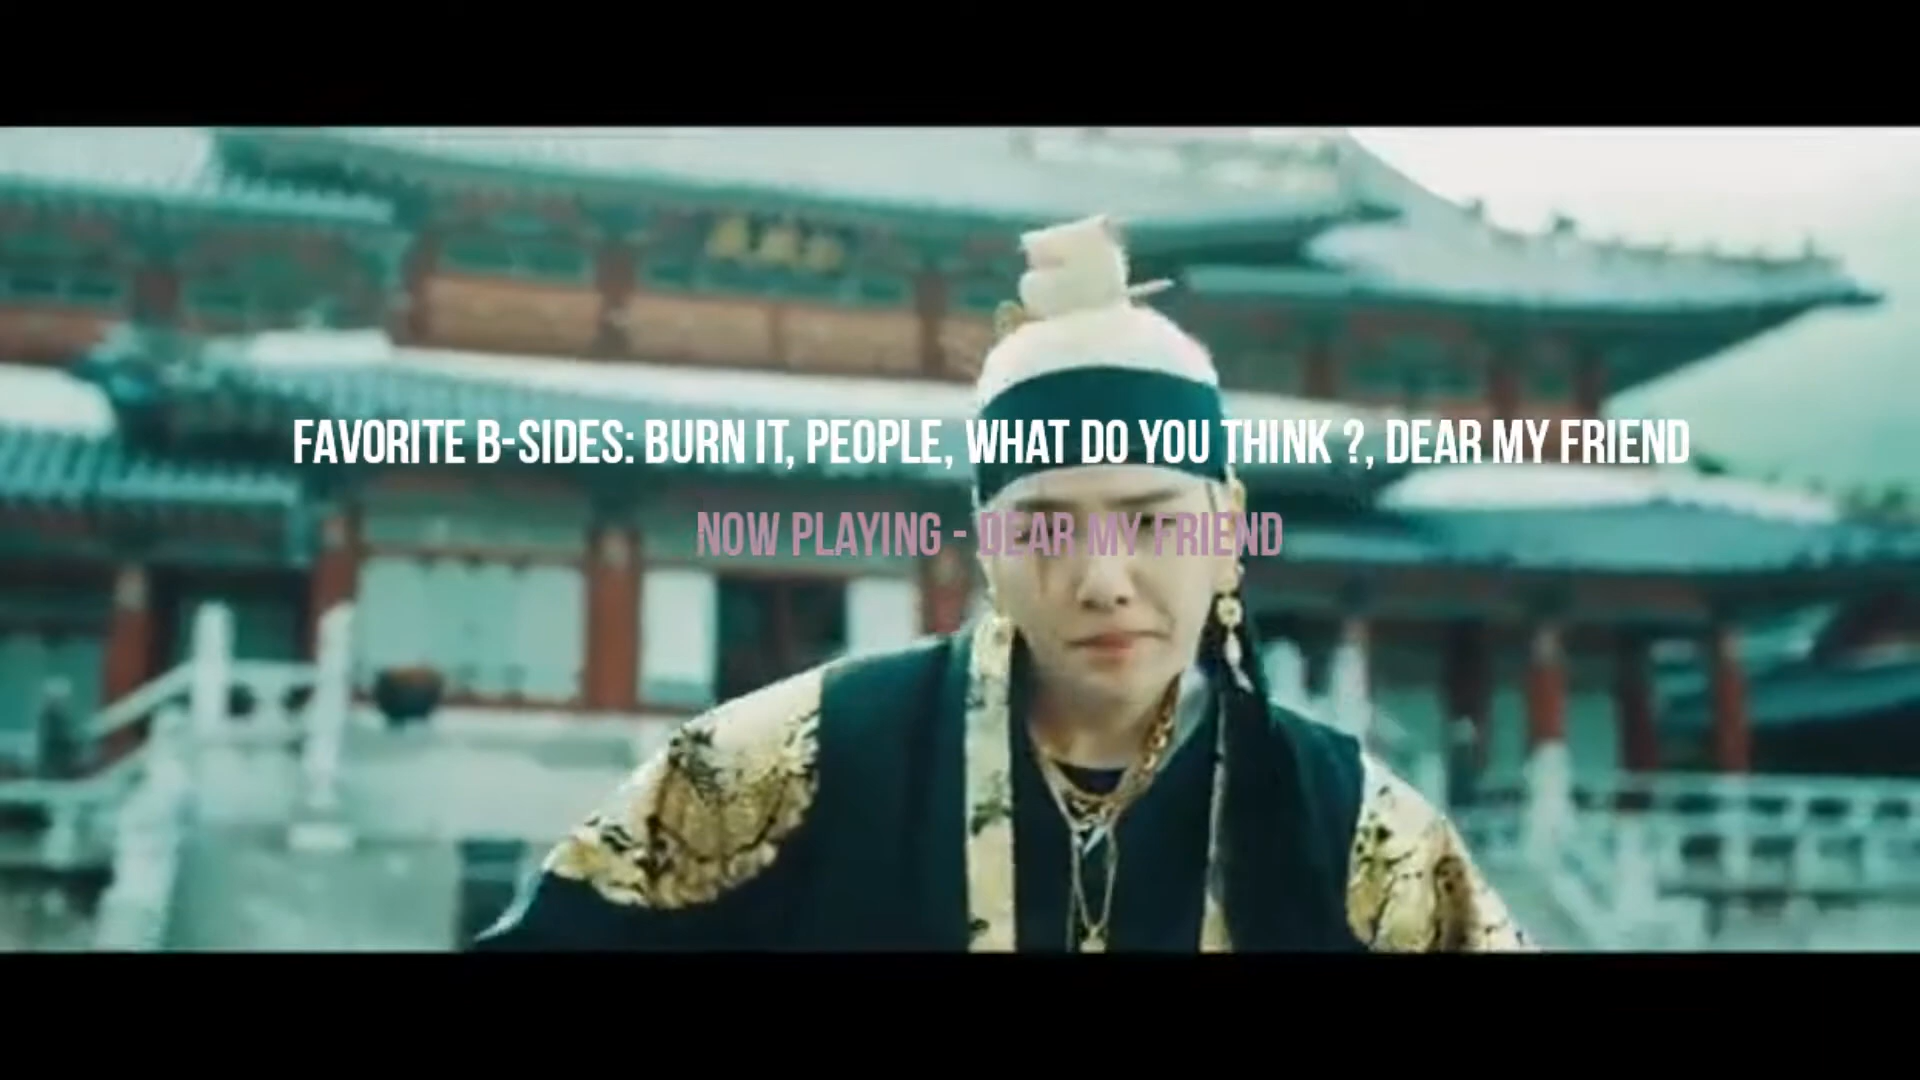 FAVORITE B-SIDES: BURN IT, PEOPLE, WHAT DO YOU THINK ?, DEAR MY FRIEND
NOW PLAYING - DEAR MY FRIEND